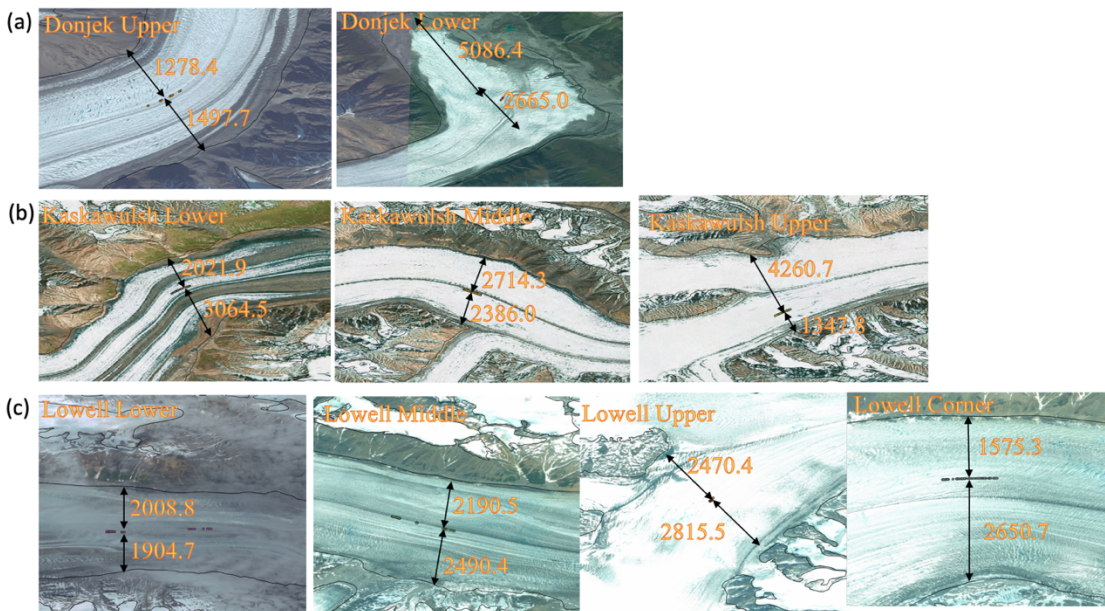 (a)
Donjek Upper
1278.4
1497.7
Donjek Lower
5086.4
2665.0
(b)
Kaskawulsh Lower
2021.9
3064.5
Kaskawulsh Middle
2714.3
2386.0
Kaskawulsh Upper
4260.7
1347.8
(c)
Lowell Lower
2008.8
1904.7
Lowell Middle
2190.5
2490.4
Lowell Upper
2470.4
2815.5
Lowell Corner
1575.3
2650.7